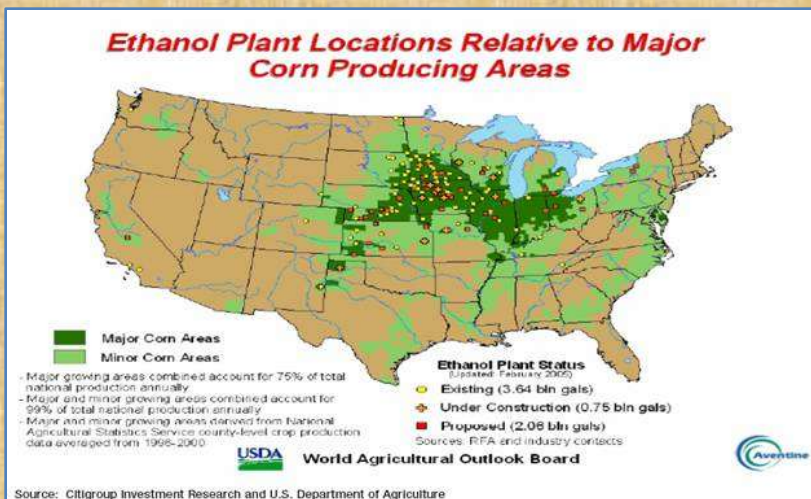 Ethanol Plant Locations Relative to Major
Corn Producing Areas
Major Corn Areas
Minor Corn Areas
- Major growing areas combined account for 75% of total
national production annually
- Major and minor growing areas combined account for
99% of total national production annually
- Major and minor growing areas derived from National
Agricultural Statistics Service county-level crop production
data averaged from 1996-2000
Ethanol Plant Status
(Updated: February 2005)
Existing (3.64 bln gals)
Under Construction (0.75 bln gals)
Proposed (2.06 bln gals)
Sources: RFA and industry contacts
USDA World Agricultural Outlook Board
Aventine
Source: Citigroup Investment Research and U.S. Department of Agriculture